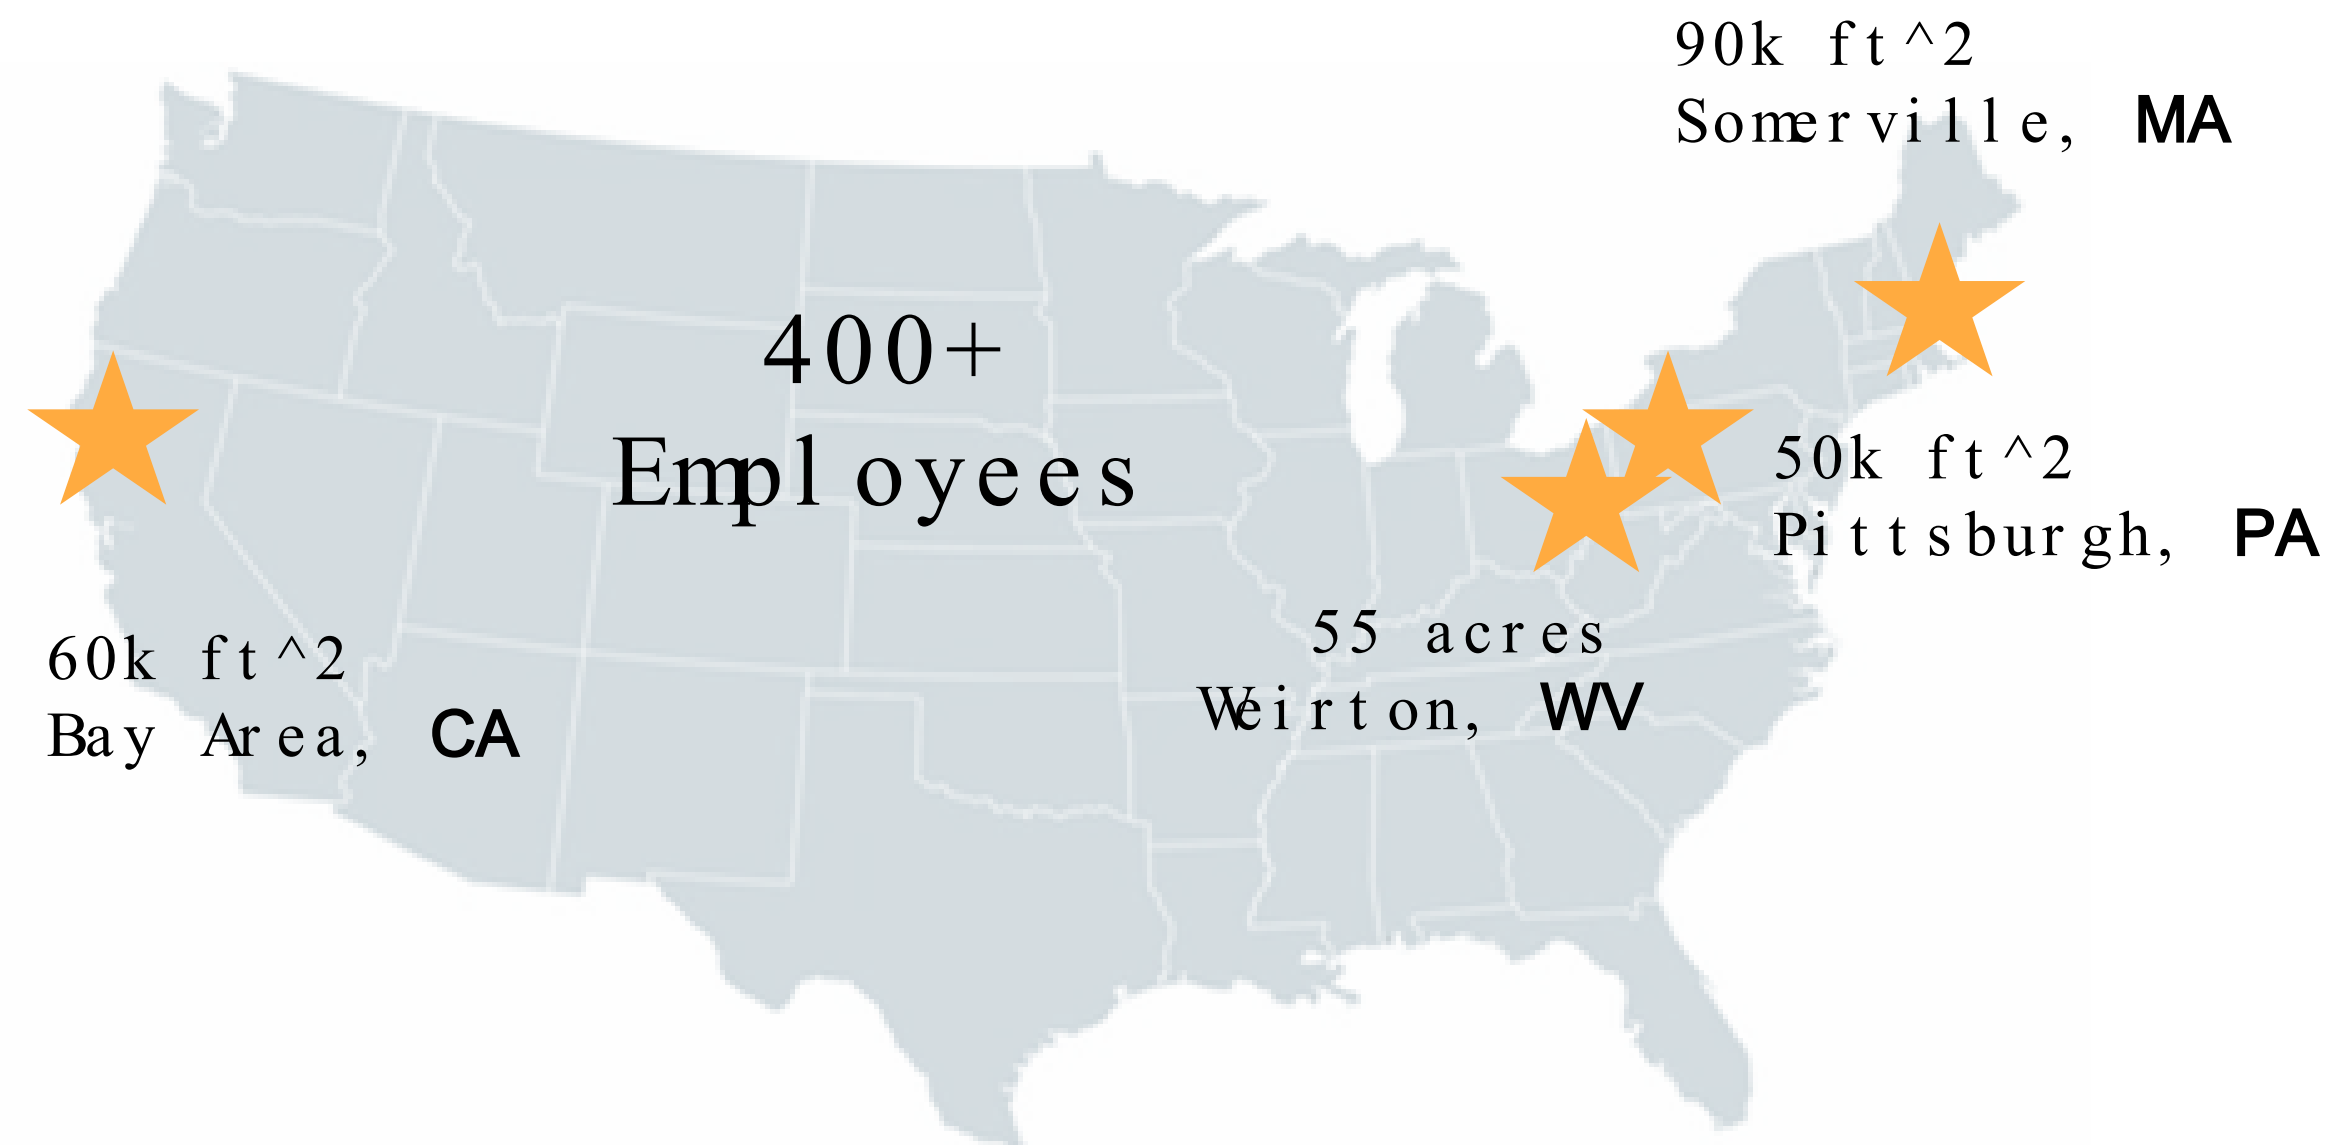 90k ft^2
Somerville, MA
400+
Employees
50k ft^2
Pittsburgh, PA
55 acres
Weirton, WV
60k ft^2
Bay Area, CA